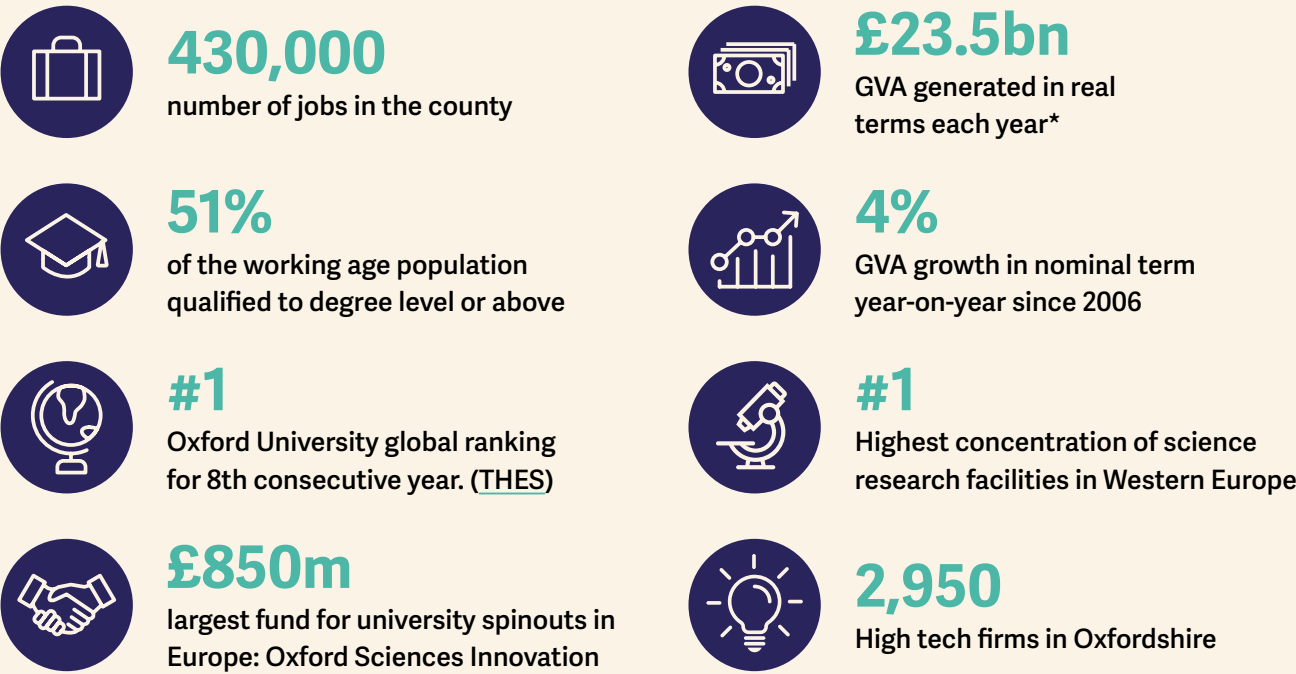 430,000
number of jobs in the county
£23.5bn
GVA generated in real
terms each year*
51%
of the working age population
qualified to degree level or above
4%
GVA growth in nominal term
year-on-year since 2006
#1
Oxford University global ranking
for 8th consecutive year. (THES)
#1
Highest concentration of science
research facilities in Western Europe
£850m
largest fund for university spinouts in
Europe: Oxford Sciences Innovation
2,950
High tech firms in Oxfordshire